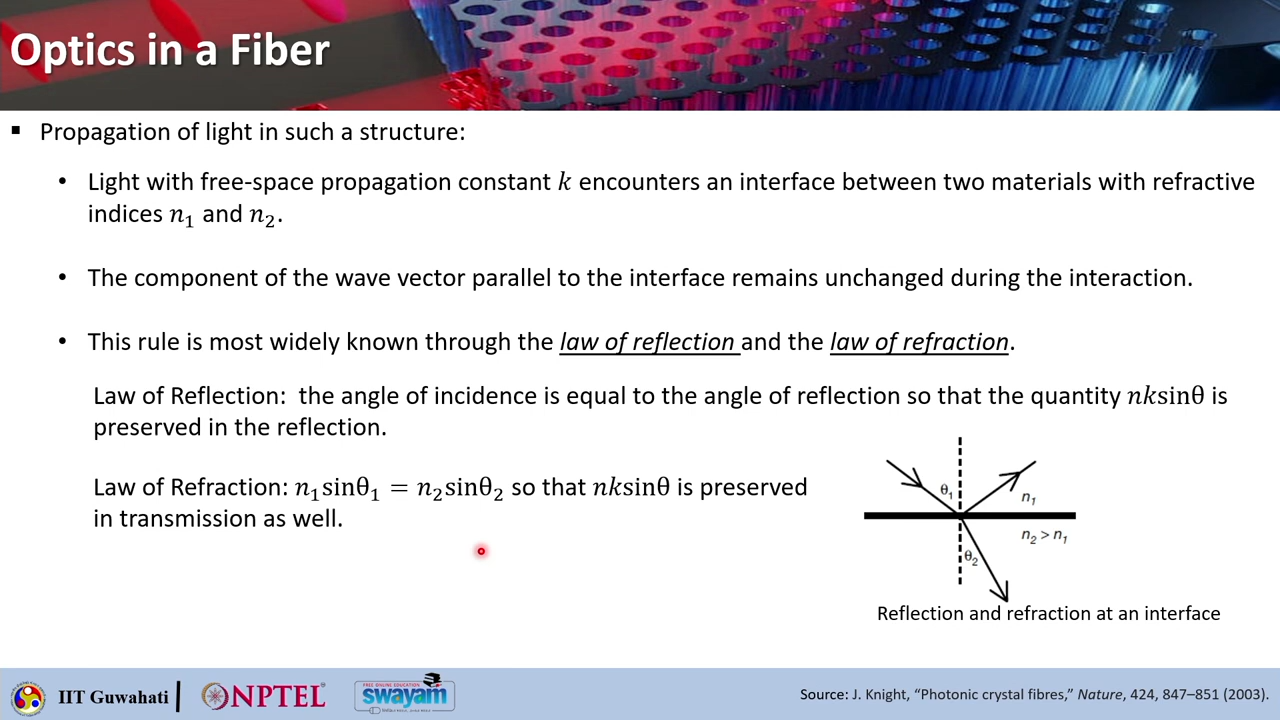 Optics in a Fiber
▪ Propagation of light in such a structure:
• Light with free-space propagation constant k encounters an interface between two materials with refractive
indices n₁ and n₂.
• The component of the wave vector parallel to the interface remains unchanged during the interaction.
• This rule is most widely known through the law of reflection and the law of refraction.
Law of Reflection: the angle of incidence is equal to the angle of reflection so that the quantity nksinθ is
preserved in the reflection.
Law of Refraction: n₁sinθ₁ = n₂sinθ₂ so that nksinθ is preserved
in transmission as well.
θ₁
n₁
n₂ > n₁
θ₂
Reflection and refraction at an interface
IIT Guwahati
NPTEL
FREE ONLINE EDUCATION
swayam
Source: J. Knight, “Photonic crystal fibres,” Nature, 424, 847–851 (2003).